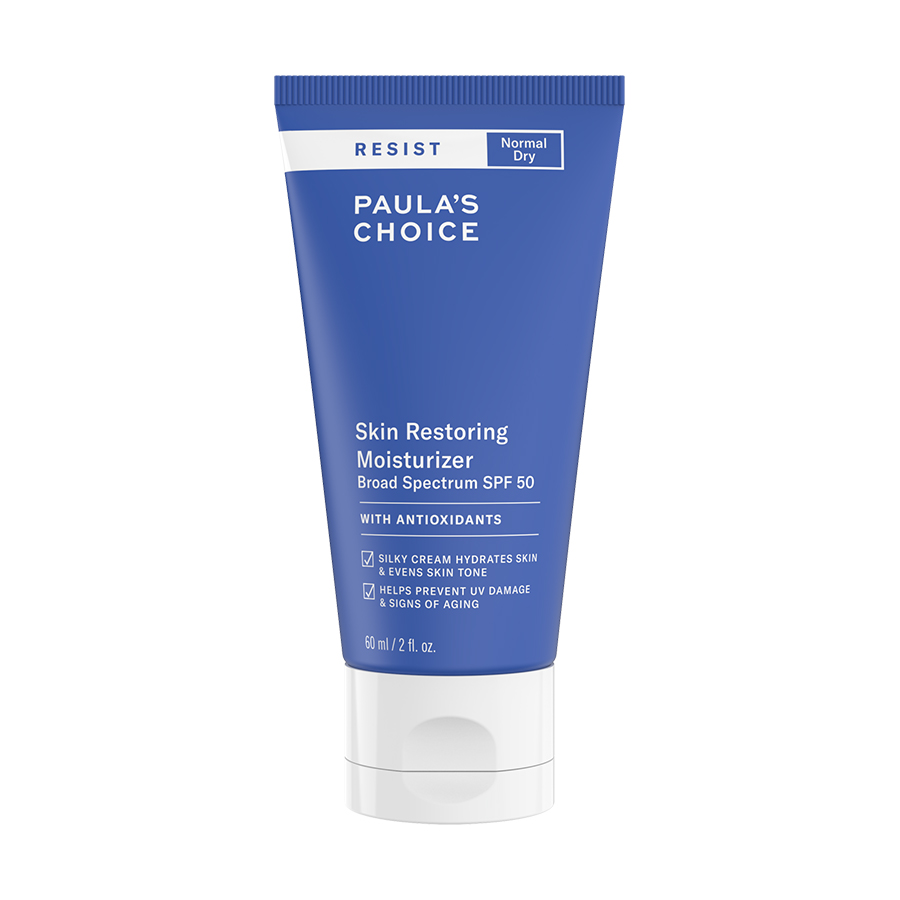 RESIST
Normal
Dry
PAULA'S
CHOICE
Skin Restoring
Moisturizer
Broad Spectrum SPF 50
WITH ANTIOXIDANTS
SILKY CREAM HYDRATES SKIN
& EVENS SKIN TONE
HELPS PREVENT UV DAMAGE
& SIGNS OF AGING
60 ml / 2 fl. oz.